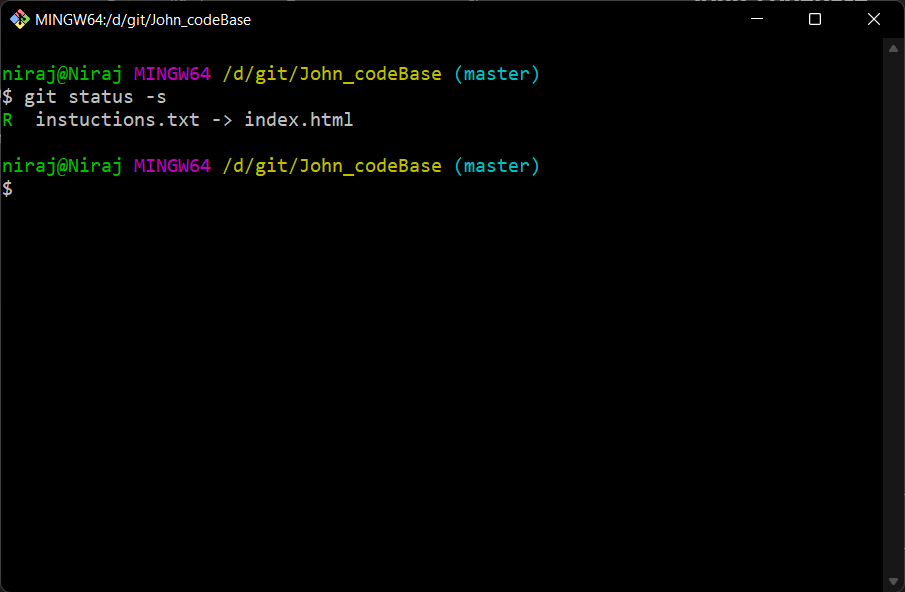 MINGW64:/d/git/John_codeBase
niraj@Niraj MINGW64 /d/git/John_codeBase (master)
$ git status -s
R  instuctions.txt -> index.html
niraj@Niraj MINGW64 /d/git/John_codeBase (master)
$